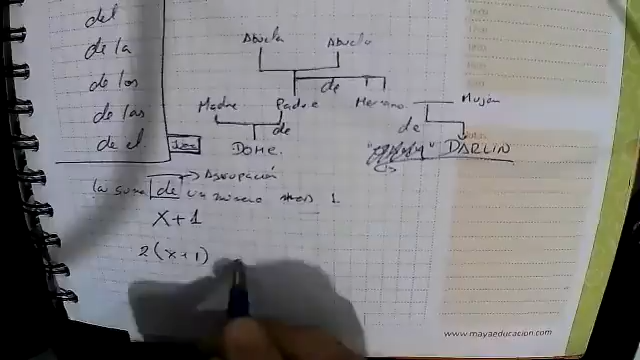 del
de la
de los
de las
de el
Abuela Abuelo
de
Madre Padre Hermano Mujer
de de
DOME. DARLIN
Agrupación
la suma de un número más 1
x+1
2(x+1)
www.mayaeducacion.com